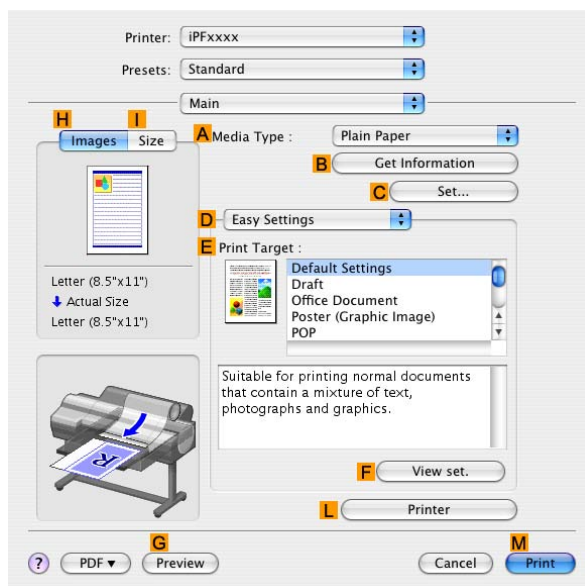 Printer: iPFxxxx
Presets: Standard
Main
H I
Images Size
A Media Type : Plain Paper
B Get Information
C Set...
D Easy Settings
E Print Target :
Default Settings
Draft
Office Document
Poster (Graphic Image)
POP
Letter (8.5"x11")
Actual Size
Letter (8.5"x11")
Suitable for printing normal documents
that contain a mixture of text,
photographs and graphics.
R
F View set.
L Printer
G M
? PDF▼ Preview Cancel Print